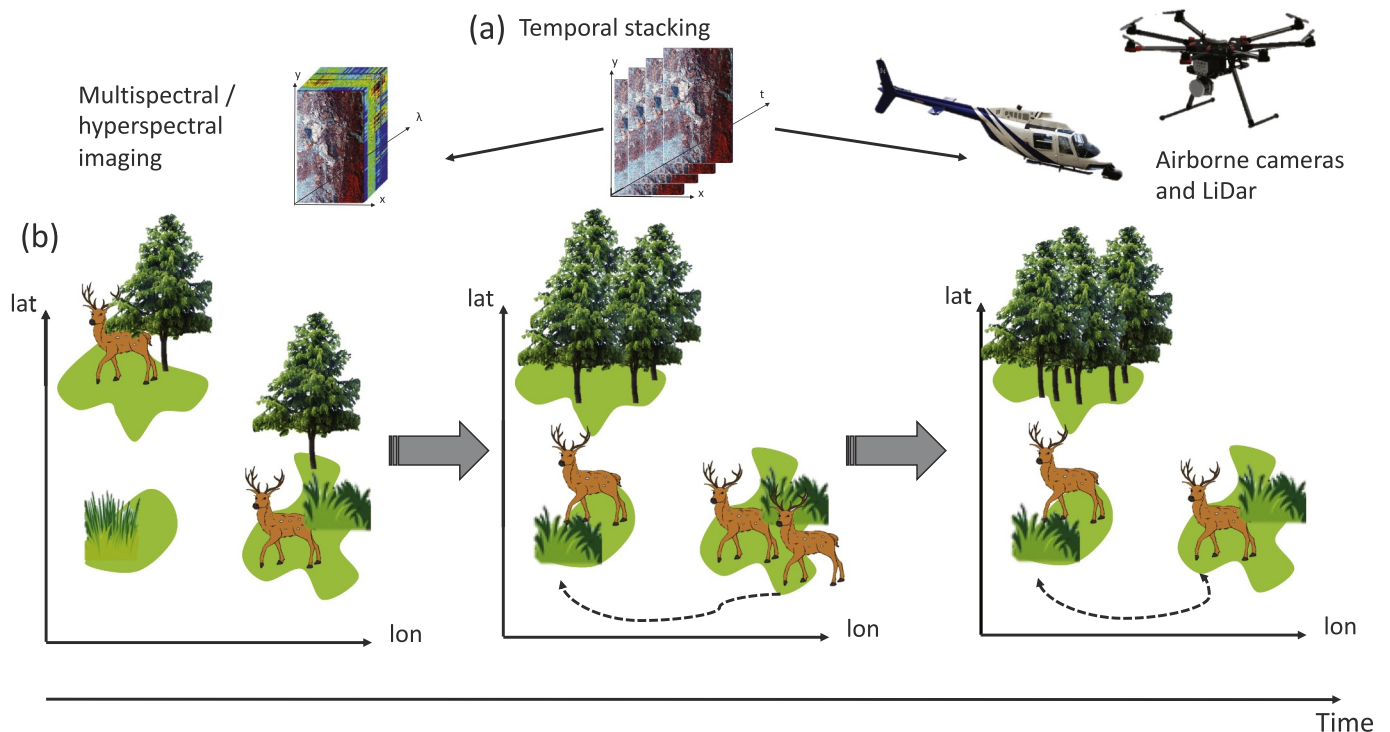 (a) Temporal stacking
Multispectral /
hyperspectral
imaging
y
λ
x
y
t
x
Airborne cameras
and LiDar
(b)
lat
lon
lat
lon
lat
lon
Time